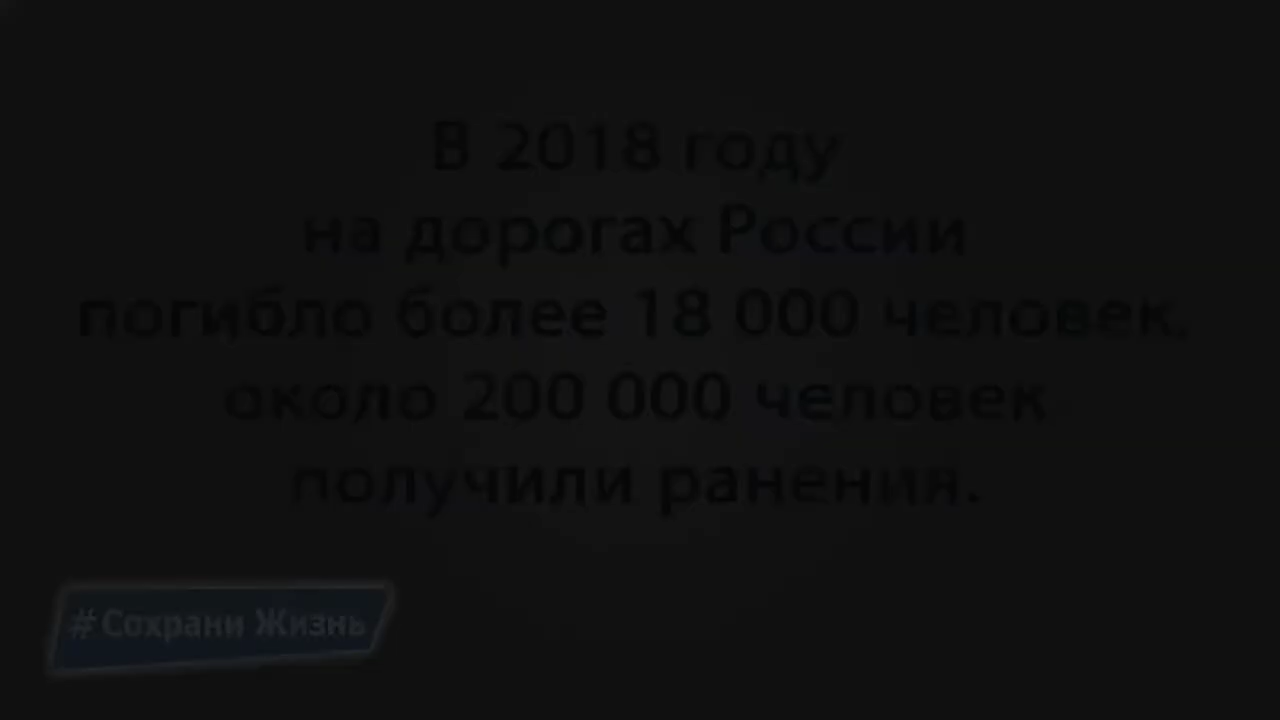 В 2018 году
на дорогах России
погибло более 18 000 человек,
около 200 000 человек
получили ранения.
#Сохрани Жизнь